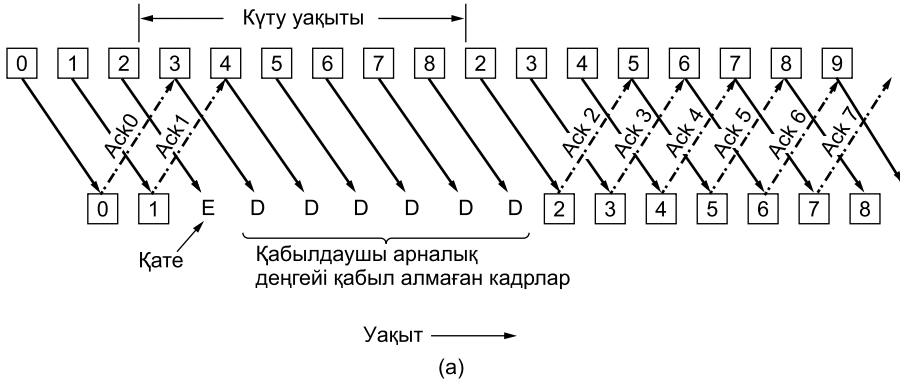 Күту уақыты
0 1 2 3 4 5 6 7 8 2 3 4 5 6 7 8 9
Ack0 Ack1 Ack 2 Ack 3 Ack 4 Ack 5 Ack 6 Ack 7
0 1 E D D D D D D 2 3 4 5 6 7 8
Қате
Қабылдаушы арналық
деңгейі қабыл алмаған кадрлар
Уақыт
(a)